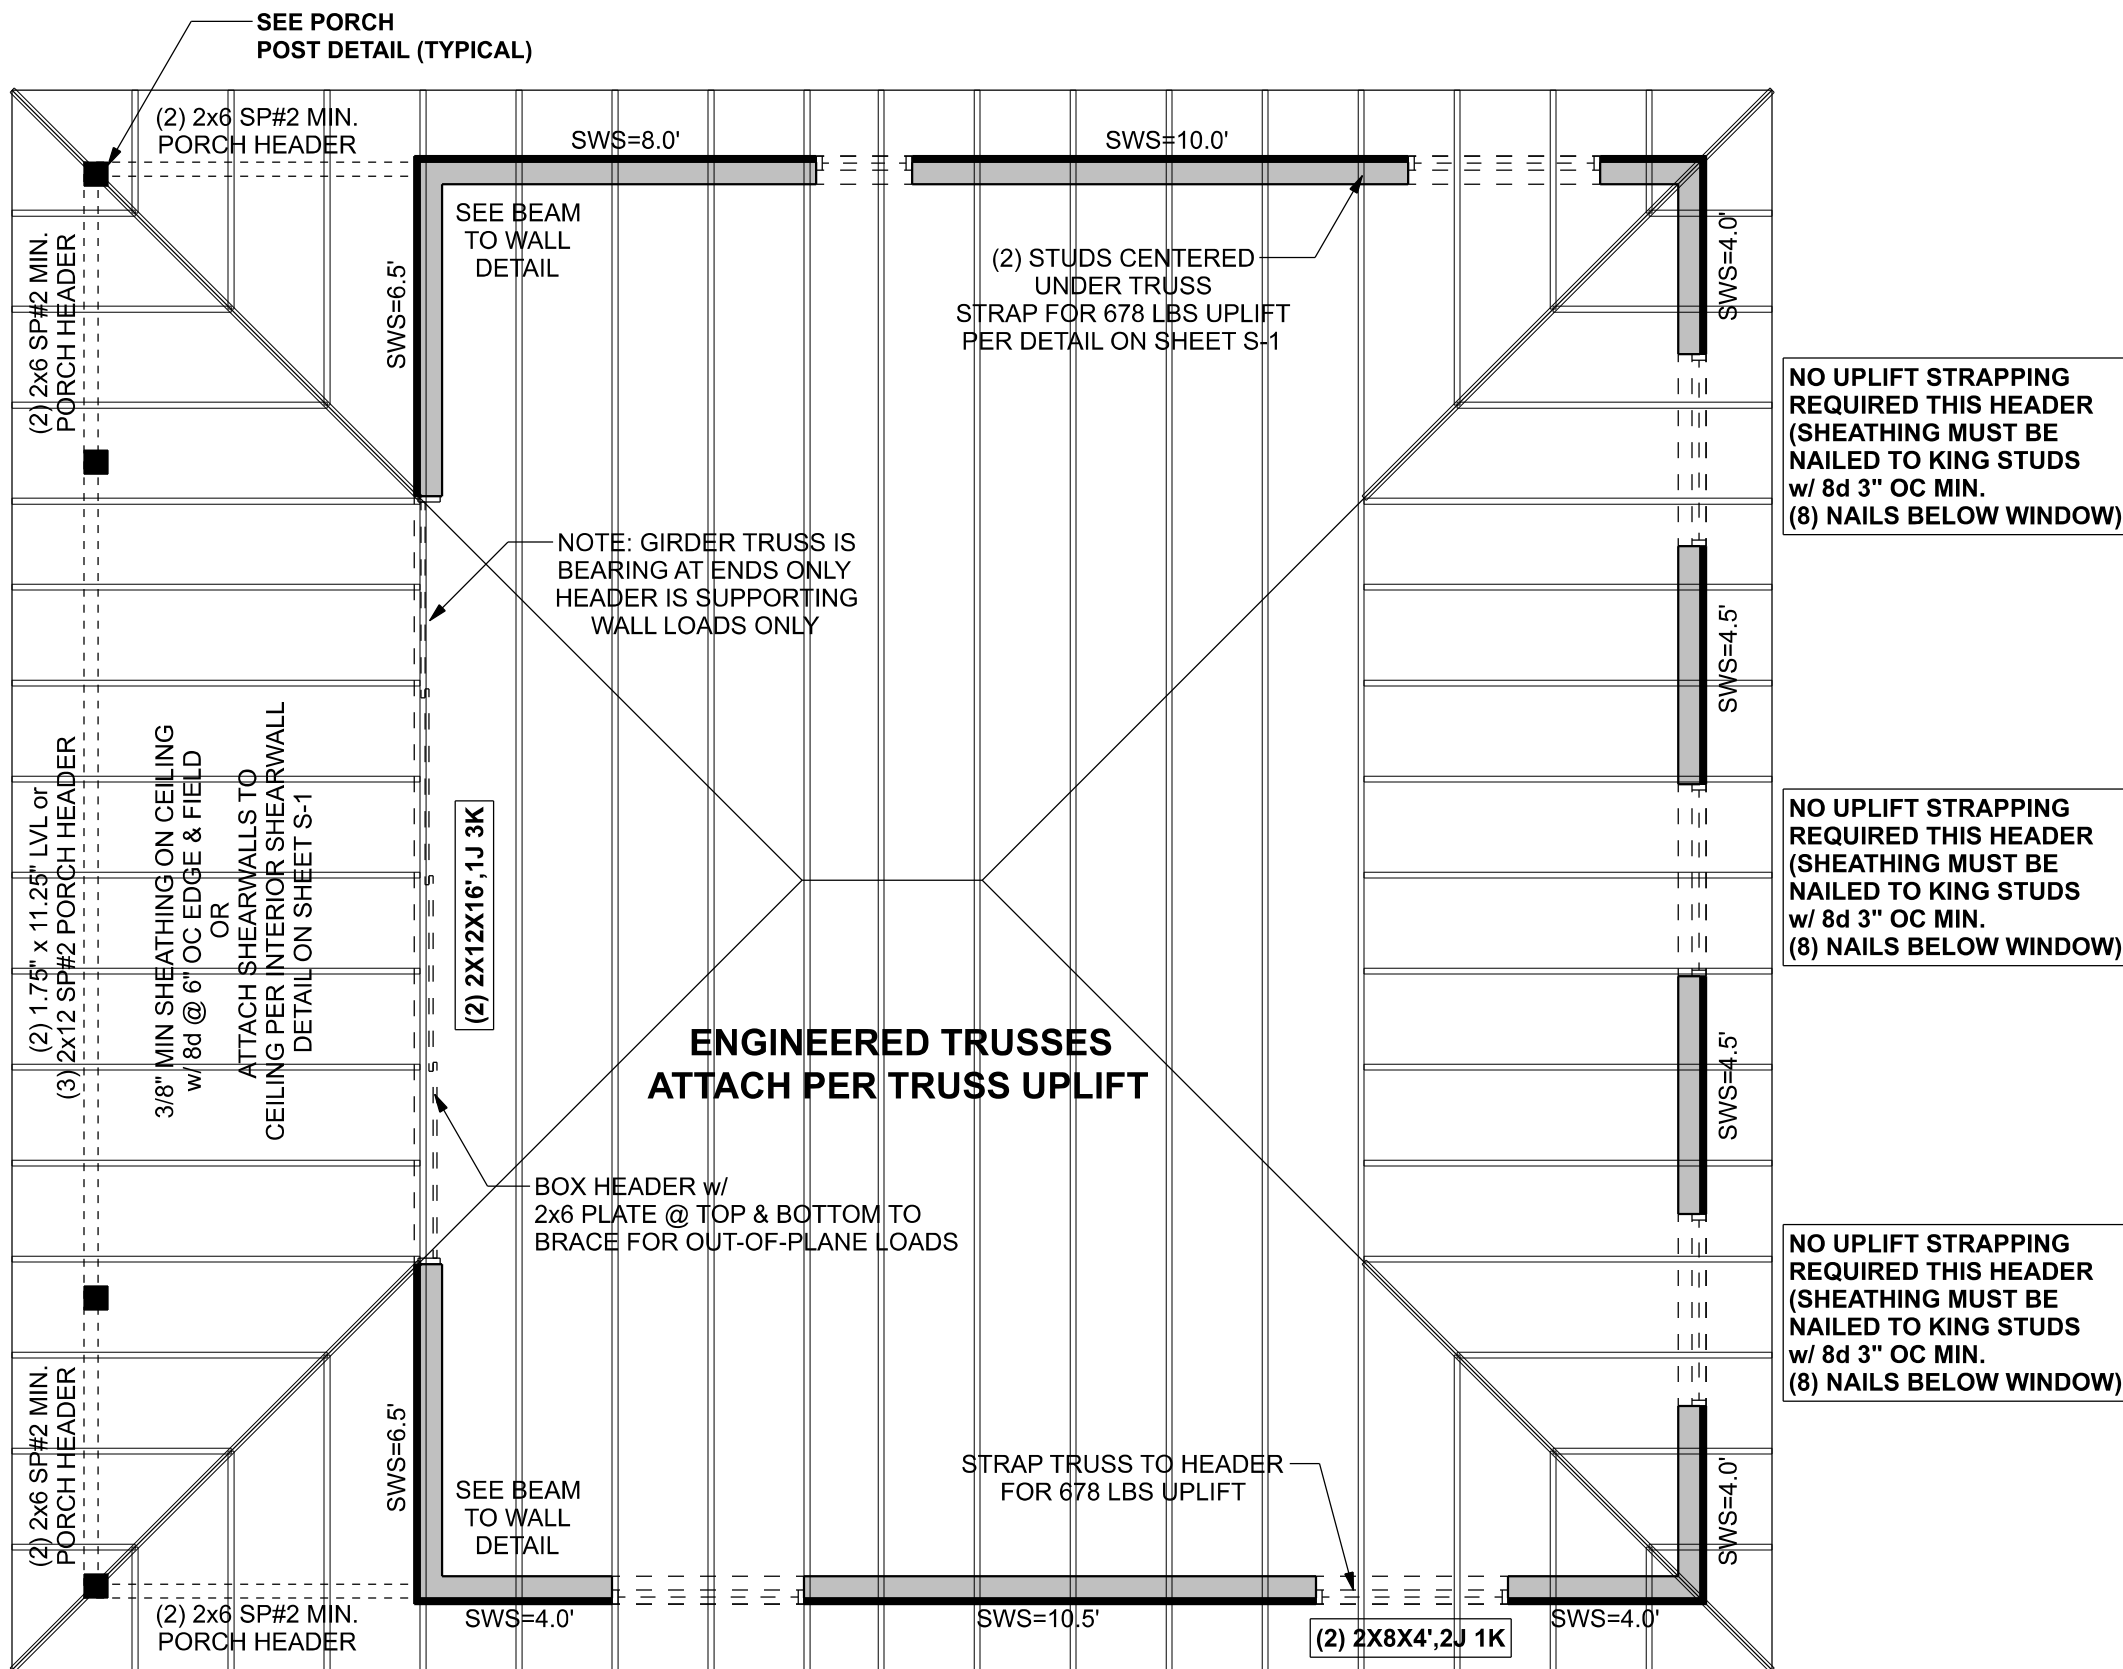 SEE PORCH
POST DETAIL (TYPICAL)
(2) 2x6 SP#2 MIN.
PORCH HEADER
SWS=8.0'
SWS=10.0'
SEE BEAM
TO WALL
DETAIL
(2) 2x6 SP#2 MIN.
PORCH HEADER
SWS=6.5'
(2) STUDS CENTERED
UNDER TRUSS
STRAP FOR 678 LBS UPLIFT
PER DETAIL ON SHEET S-1
SWS=4.0'
NO UPLIFT STRAPPING
REQUIRED THIS HEADER
(SHEATHING MUST BE
NAILED TO KING STUDS
w/ 8d 3" OC MIN.
(8) NAILS BELOW WINDOW)
NOTE: GIRDER TRUSS IS
BEARING AT ENDS ONLY
HEADER IS SUPPORTING
WALL LOADS ONLY
SWS=4.5'
(2) 1.75" x 11.25" LVL or
(3) 2x12 SP#2 PORCH HEADER
3/8" MIN SHEATHING ON CEILING
w/ 8d @ 6" OC EDGE & FIELD
OR
ATTACH SHEARWALLS TO
CEILING PER INTERIOR SHEARWALL
DETAIL ON SHEET S-1
(2) 2X12X16',1J 3K
NO UPLIFT STRAPPING
REQUIRED THIS HEADER
(SHEATHING MUST BE
NAILED TO KING STUDS
w/ 8d 3" OC MIN.
(8) NAILS BELOW WINDOW)
ENGINEERED TRUSSES
ATTACH PER TRUSS UPLIFT
SWS=4.5'
BOX HEADER w/
2x6 PLATE @ TOP & BOTTOM TO
BRACE FOR OUT-OF-PLANE LOADS
NO UPLIFT STRAPPING
REQUIRED THIS HEADER
(SHEATHING MUST BE
NAILED TO KING STUDS
w/ 8d 3" OC MIN.
(8) NAILS BELOW WINDOW)
(2) 2x6 SP#2 MIN.
PORCH HEADER
SWS=6.5'
SEE BEAM
TO WALL
DETAIL
STRAP TRUSS TO HEADER
FOR 678 LBS UPLIFT
SWS=4.0'
(2) 2x6 SP#2 MIN.
PORCH HEADER
SWS=4.0'
SWS=10.5'
(2) 2X8X4',2J 1K
SWS=4.0'